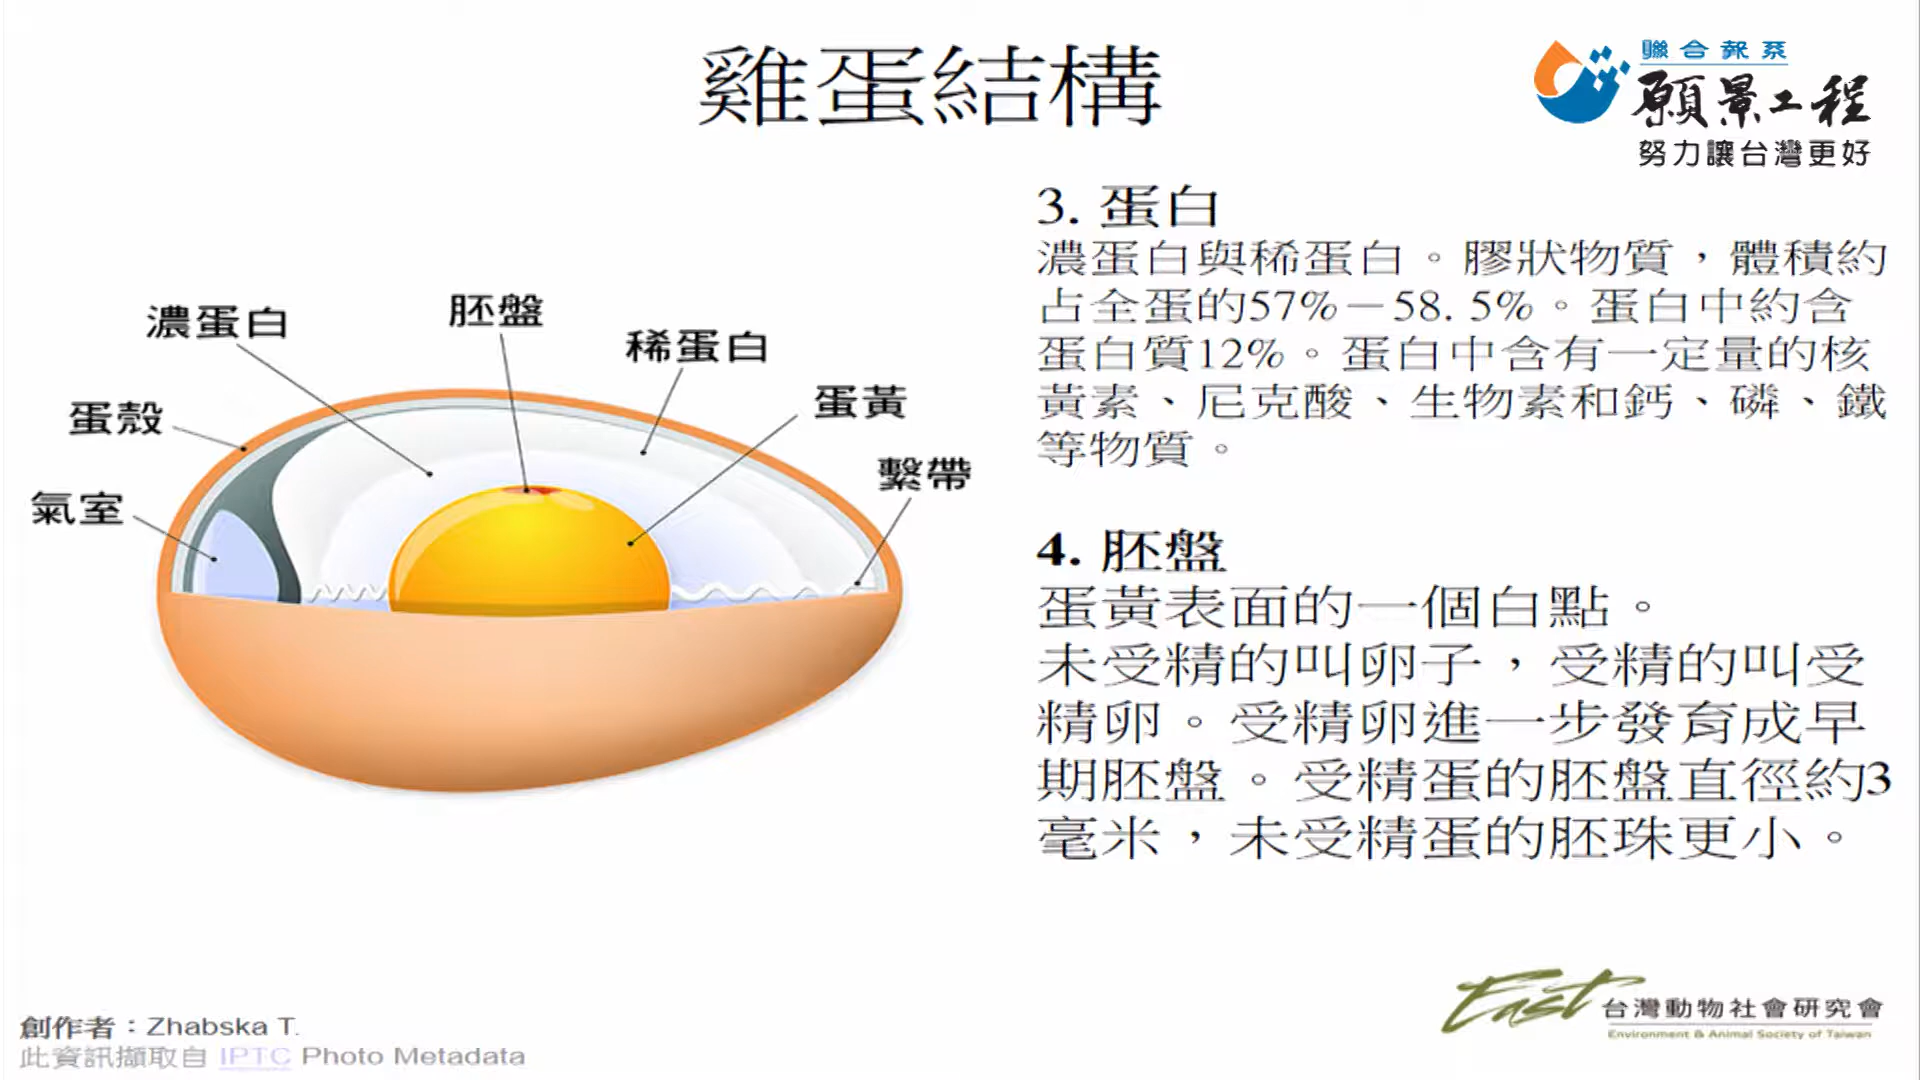 雞蛋結構
聯合報系
願景工程
努力讓台灣更好
濃蛋白
胚盤
稀蛋白
蛋黃
蛋殼
繫帶
氣室
3. 蛋白
濃蛋白與稀蛋白。膠狀物質，體積約
占全蛋的57%－58.5%。蛋白中約含
蛋白質12%。蛋白中含有一定量的核
黃素、尼克酸、生物素和鈣、磷、鐵
等物質。
4. 胚盤
蛋黃表面的一個白點。
未受精的叫卵子，受精的叫受
精卵。受精卵進一步發育成早
期胚盤。受精蛋的胚盤直徑約3
毫米，未受精蛋的胚珠更小。
創作者：Zhabska T.
此資訊擷取自 IPTC Photo Metadata
East 台灣動物社會研究會
Environment & Animal Society of Taiwan